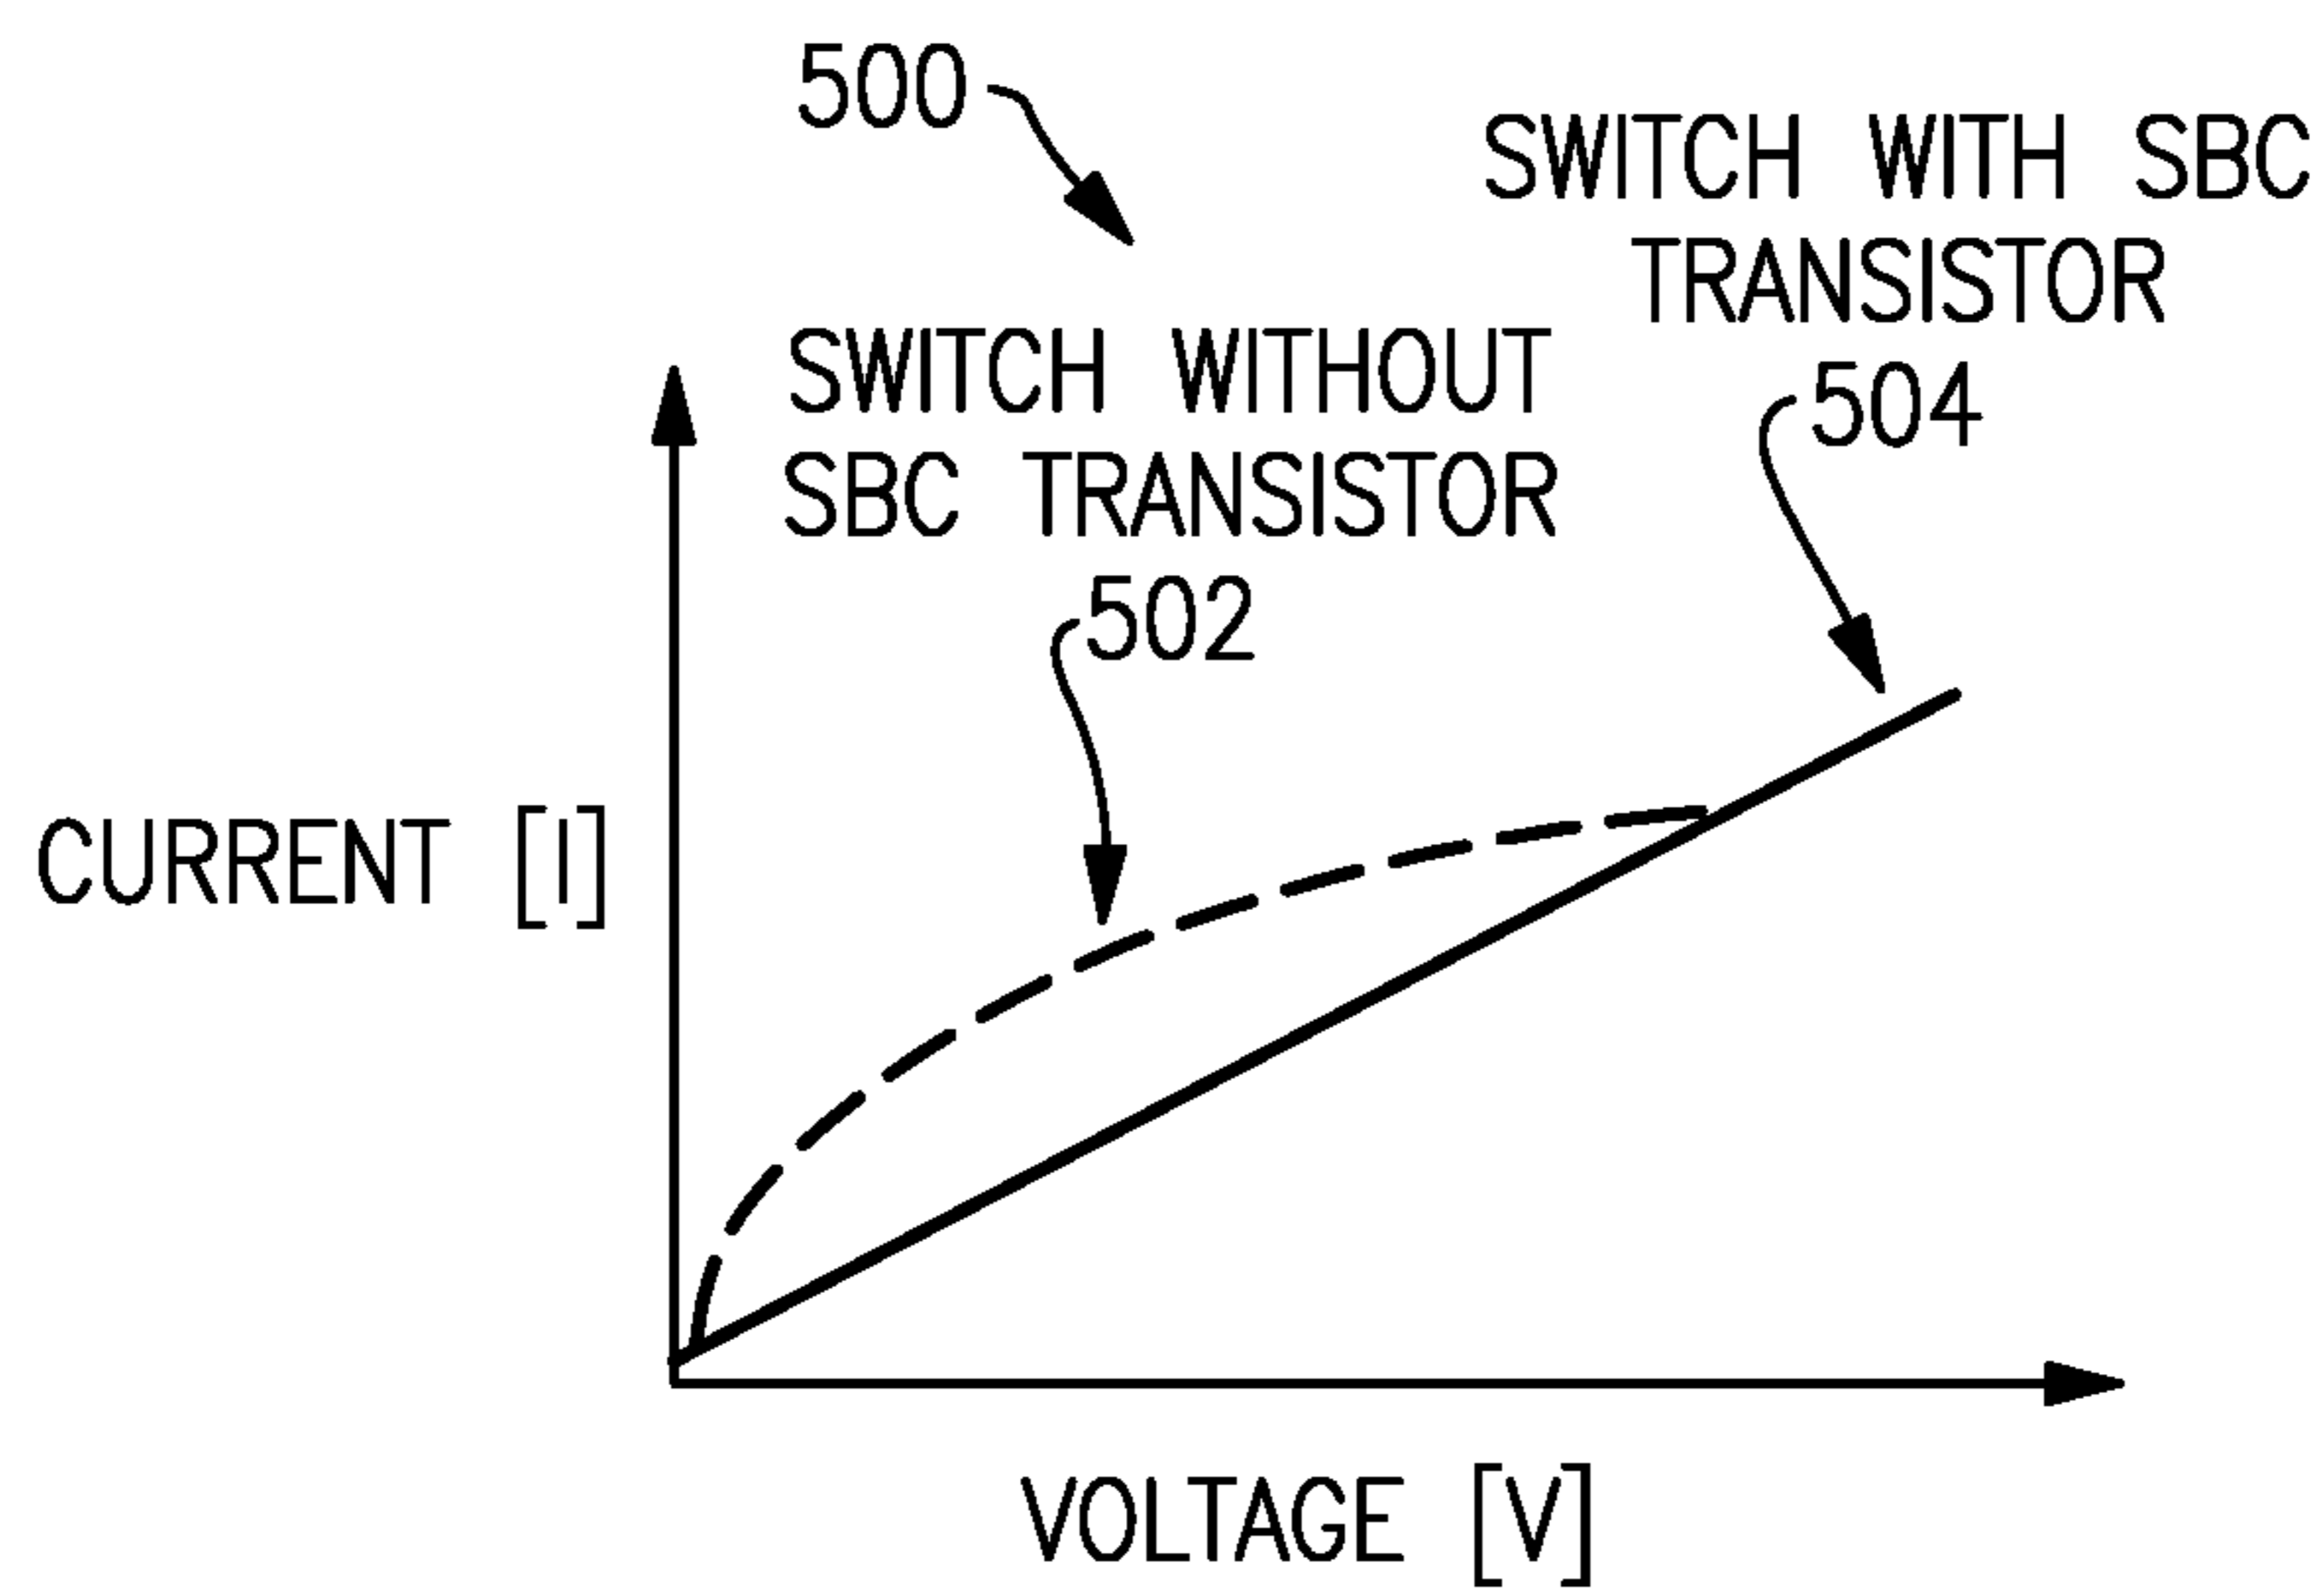 500
SWITCH WITH SBC
TRANSISTOR
504
SWITCH WITHOUT
SBC TRANSISTOR
502
CURRENT [I]
VOLTAGE [V]